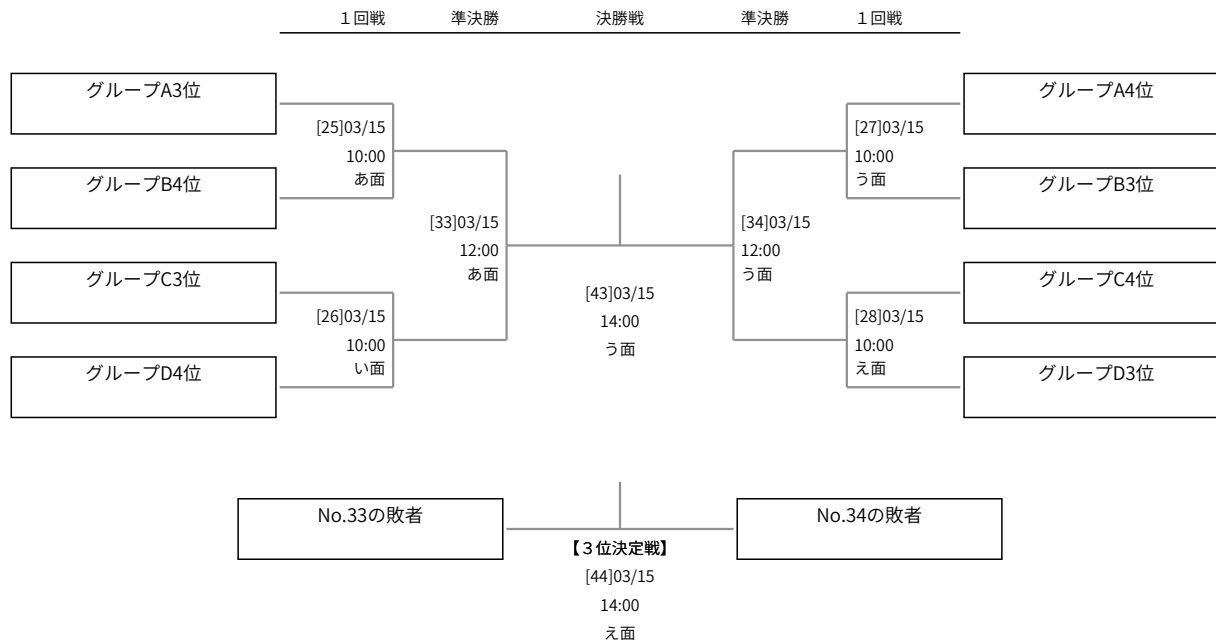 １回戦 準決勝 決勝戦 準決勝 １回戦
グループA3位
グループA4位
[25]03/15
10:00
あ面
[27]03/15
10:00
う面
グループB4位
グループB3位
[33]03/15
12:00
あ面
[34]03/15
12:00
う面
グループC3位
グループC4位
[43]03/15
14:00
う面
[26]03/15
10:00
い面
[28]03/15
10:00
え面
グループD4位
グループD3位
No.33の敗者
No.34の敗者
【３位決定戦】
[44]03/15
14:00
え面